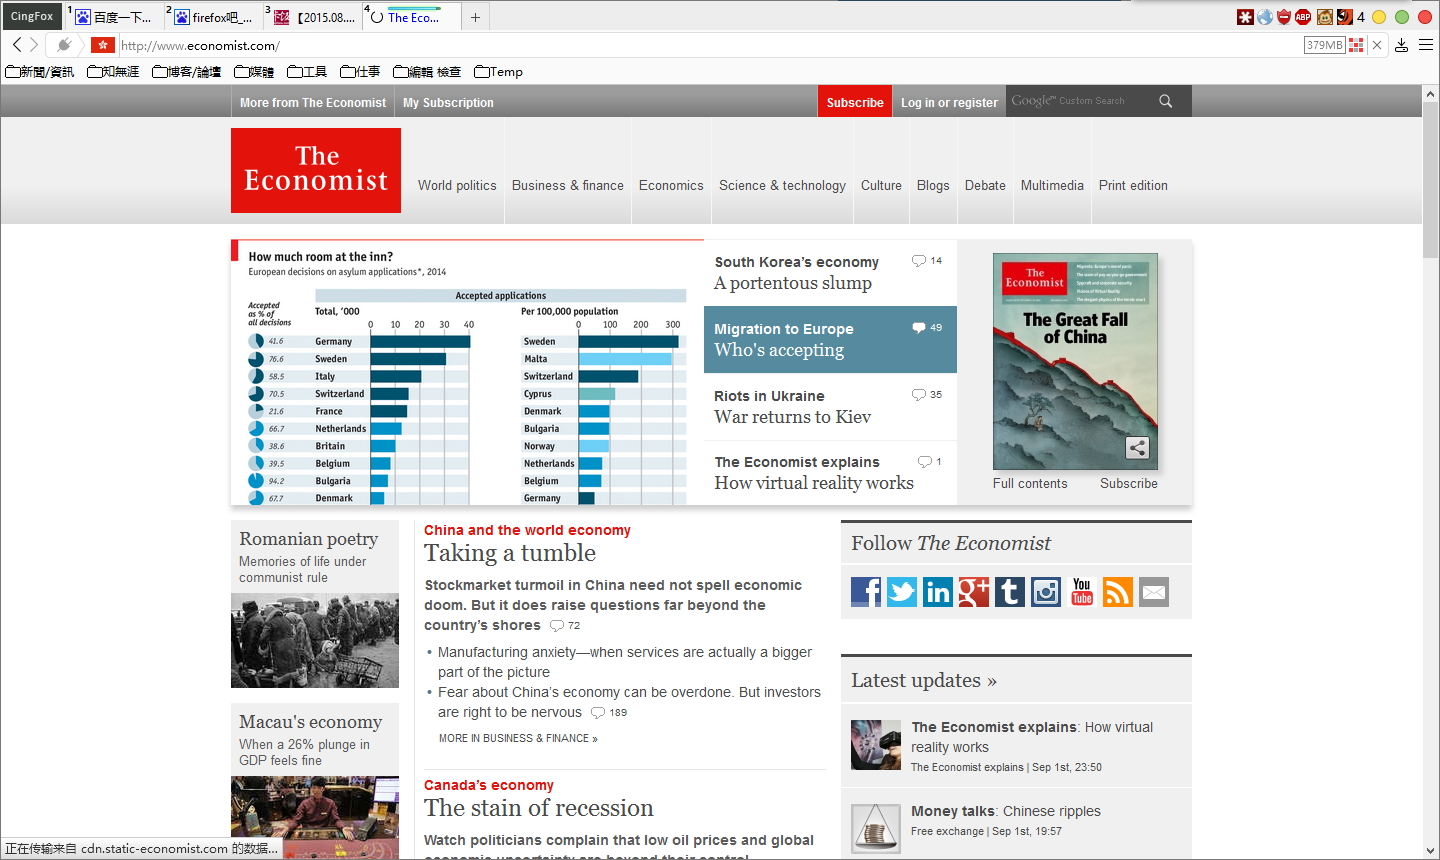 CingFox
1 百度一下...
2 firefox吧_...
3 【2015.08....
4 The Eco...
4
http://www.economist.com/
379MB
新聞/資訊
知無涯
博客/論壇
媒體
工具
仕事
編輯 檢查
Temp
More from The Economist
My Subscription
Subscribe
Log in or register
Google™ Custom Search
The
Economist
World politics
Business & finance
Economics
Science & technology
Culture
Blogs
Debate
Multimedia
Print edition
How much room at the inn?
European decisions on asylum applications*, 2014
Accepted
as % of
all decisions
Accepted applications
Total, ‘000
0 10 20 30 40
41.6 Germany
76.6 Sweden
58.5 Italy
70.5 Switzerland
21.6 France
66.7 Netherlands
38.6 Britain
39.5 Belgium
94.2 Bulgaria
67.7 Denmark
Per 100,000 population
0 100 200 300
Sweden
Malta
Switzerland
Cyprus
Denmark
Bulgaria
Norway
Netherlands
Belgium
Germany
South Korea’s economy 14
A portentous slump
Migration to Europe 49
Who's accepting
Riots in Ukraine 35
War returns to Kiev
The Economist explains 1
How virtual reality works
The
Economist
The Great Fall
of China
Full contents
Subscribe
Romanian poetry
Memories of life under
communist rule
Macau's economy
When a 26% plunge in
GDP feels fine
China and the world economy
Taking a tumble
Stockmarket turmoil in China need not spell economic
doom. But it does raise questions far beyond the
country’s shores 72
• Manufacturing anxiety—when services are actually a bigger
part of the picture
• Fear about China’s economy can be overdone. But investors
are right to be nervous 189
MORE IN BUSINESS & FINANCE »
Canada’s economy
The stain of recession
Watch politicians complain that low oil prices and global
economic uncertainty are beyond their control
Follow The Economist
f
in
g+
t
You
Tube
Latest updates »
The Economist explains: How virtual
reality works
The Economist explains | Sep 1st, 23:50
Money talks: Chinese ripples
Free exchange | Sep 1st, 19:57
正在传输来自 cdn.static-economist.com 的数据...